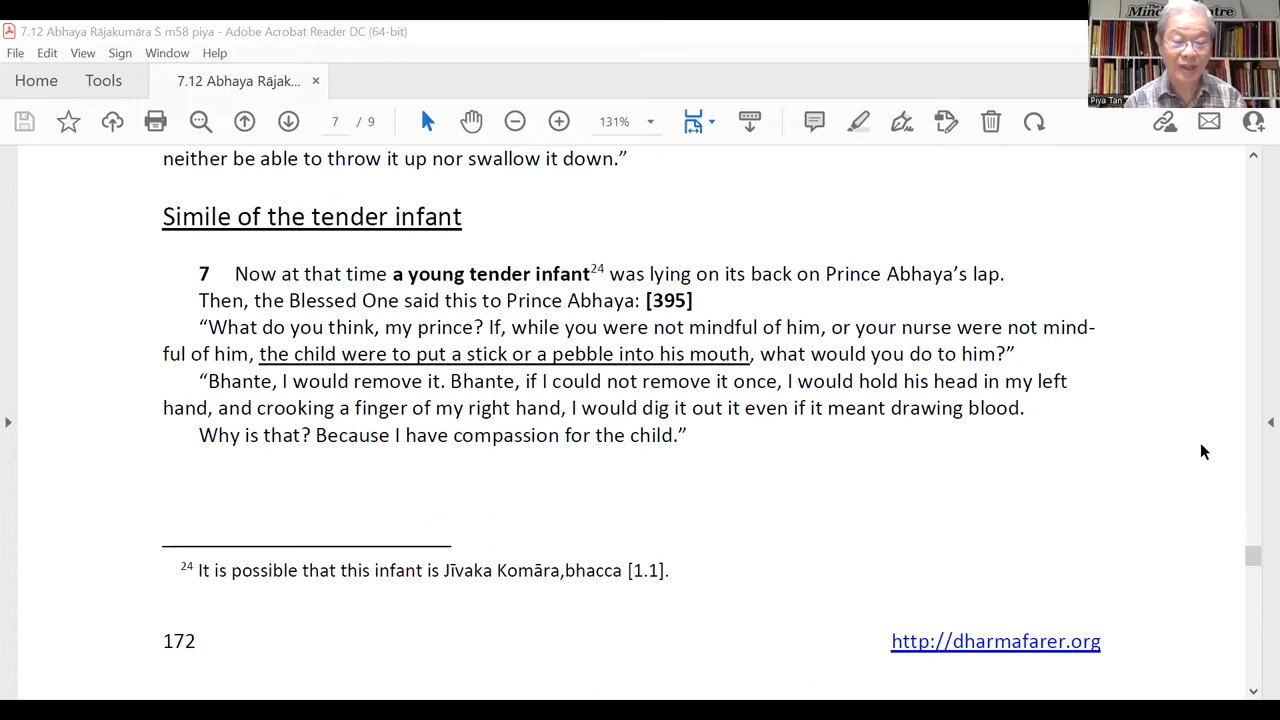 7.12 Abhaya Rājakumāra S m58 piya - Adobe Acrobat Reader DC (64-bit)
File Edit View Sign Window Help
Home Tools 7.12 Abhaya Rājak... ×
7 / 9 131%
Piya Tan
neither be able to throw it up nor swallow it down.”
Simile of the tender infant
7 Now at that time a young tender infant24 was lying on its back on Prince Abhaya’s lap.
Then, the Blessed One said this to Prince Abhaya: [395]
“What do you think, my prince? If, while you were not mindful of him, or your nurse were not mind-
ful of him, the child were to put a stick or a pebble into his mouth, what would you do to him?”
“Bhante, I would remove it. Bhante, if I could not remove it once, I would hold his head in my left
hand, and crooking a finger of my right hand, I would dig it out it even if it meant drawing blood.
Why is that? Because I have compassion for the child.”
24 It is possible that this infant is Jīvaka Komāra,bhacca [1.1].
172 http://dharmafarer.org